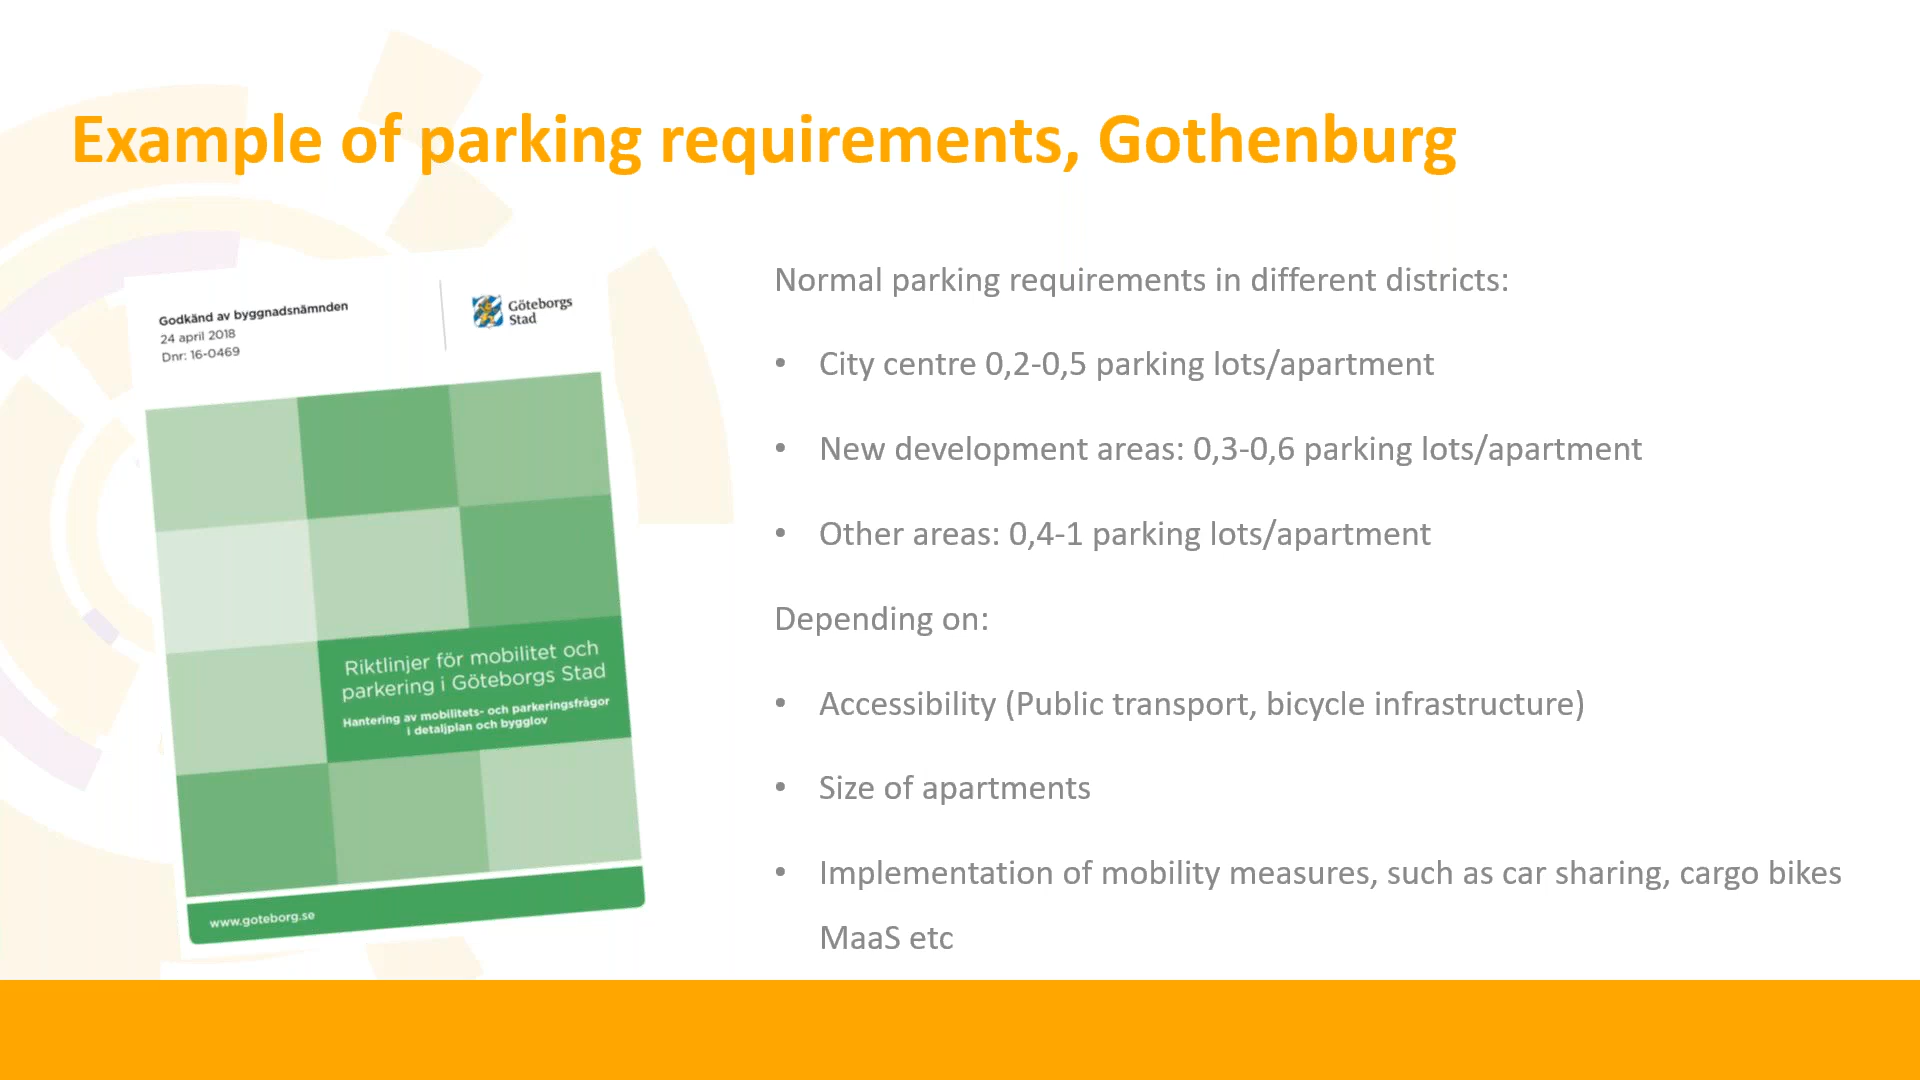 Example of parking requirements, Gothenburg
Godkänd av byggnadsnämnden
24 april 2018
Dnr: 16-0469
Göteborgs
Stad
Riktlinjer för mobilitet och
parkering i Göteborgs Stad
Hantering av mobilitets- och parkeringsfrågor
i detaljplan och bygglov
www.goteborg.se
Normal parking requirements in different districts:
• City centre 0,2-0,5 parking lots/apartment
• New development areas: 0,3-0,6 parking lots/apartment
• Other areas: 0,4-1 parking lots/apartment
Depending on:
• Accessibility (Public transport, bicycle infrastructure)
• Size of apartments
• Implementation of mobility measures, such as car sharing, cargo bikes
MaaS etc